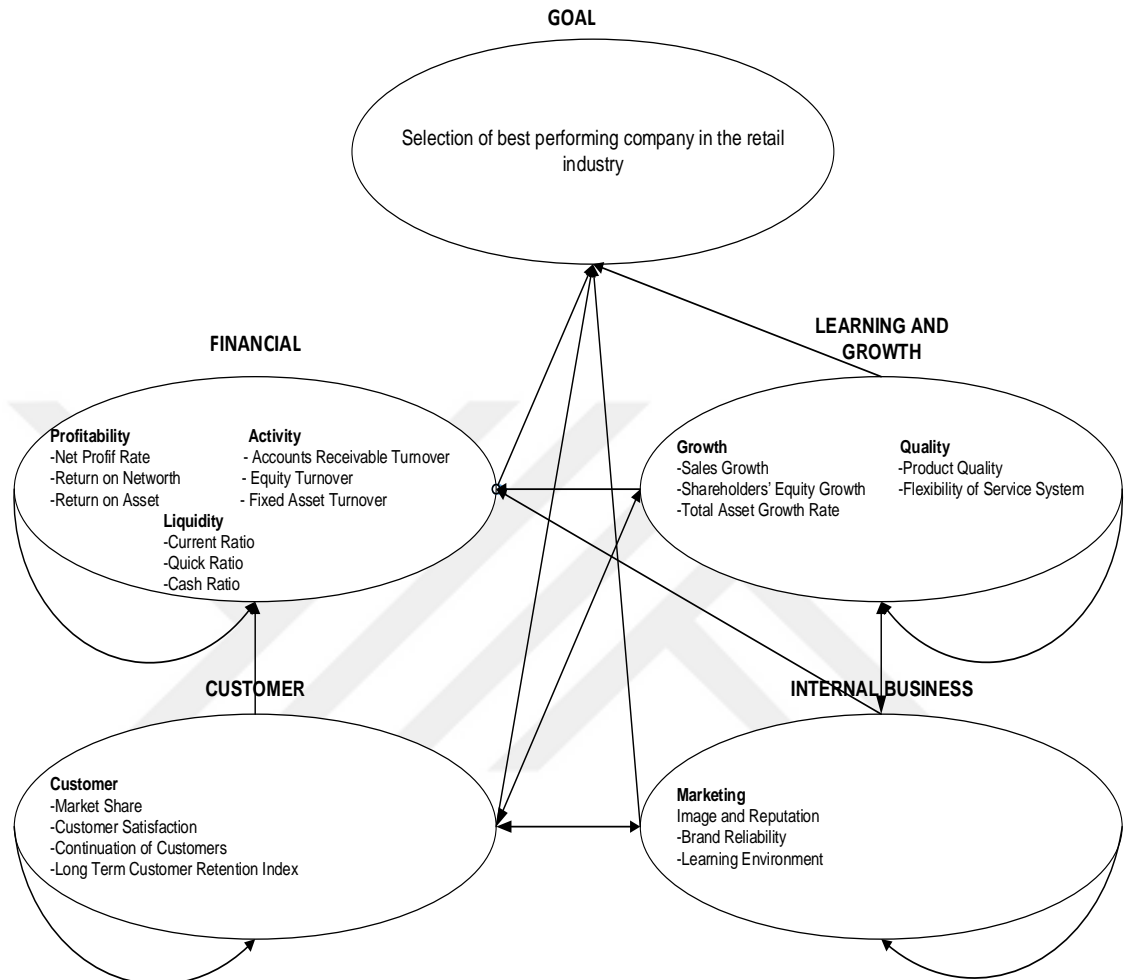 GOAL
Selection of best performing company in the retail
industry
FINANCIAL
Profitability
-Net Profif Rate
-Return on Networth
-Return on Asset
Activity
- Accounts Receivable Turnover
- Equity Turnover
- Fixed Asset Turnover
Liquidity
-Current Ratio
-Quick Ratio
-Cash Ratio
LEARNING AND
GROWTH
Growth
-Sales Growth
-Shareholders' Equity Growth
-Total Asset Growth Rate
Quality
-Product Quality
-Flexibility of Service System
CUSTOMER
Customer
-Market Share
-Customer Satisfaction
-Continuation of Customers
-Long Term Customer Retention Index
INTERNAL BUSINESS
Marketing
Image and Reputation
-Brand Reliability
-Learning Environment